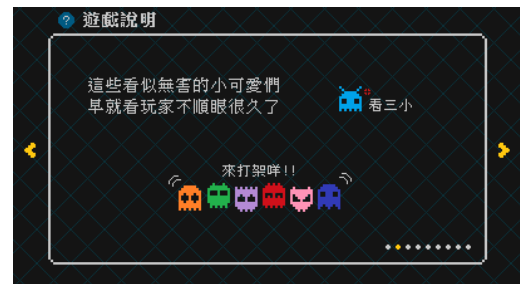 ? 遊戲說明
這些看似無害的小可愛們
早就看玩家不順眼很久了
看三小
來打架咩!!